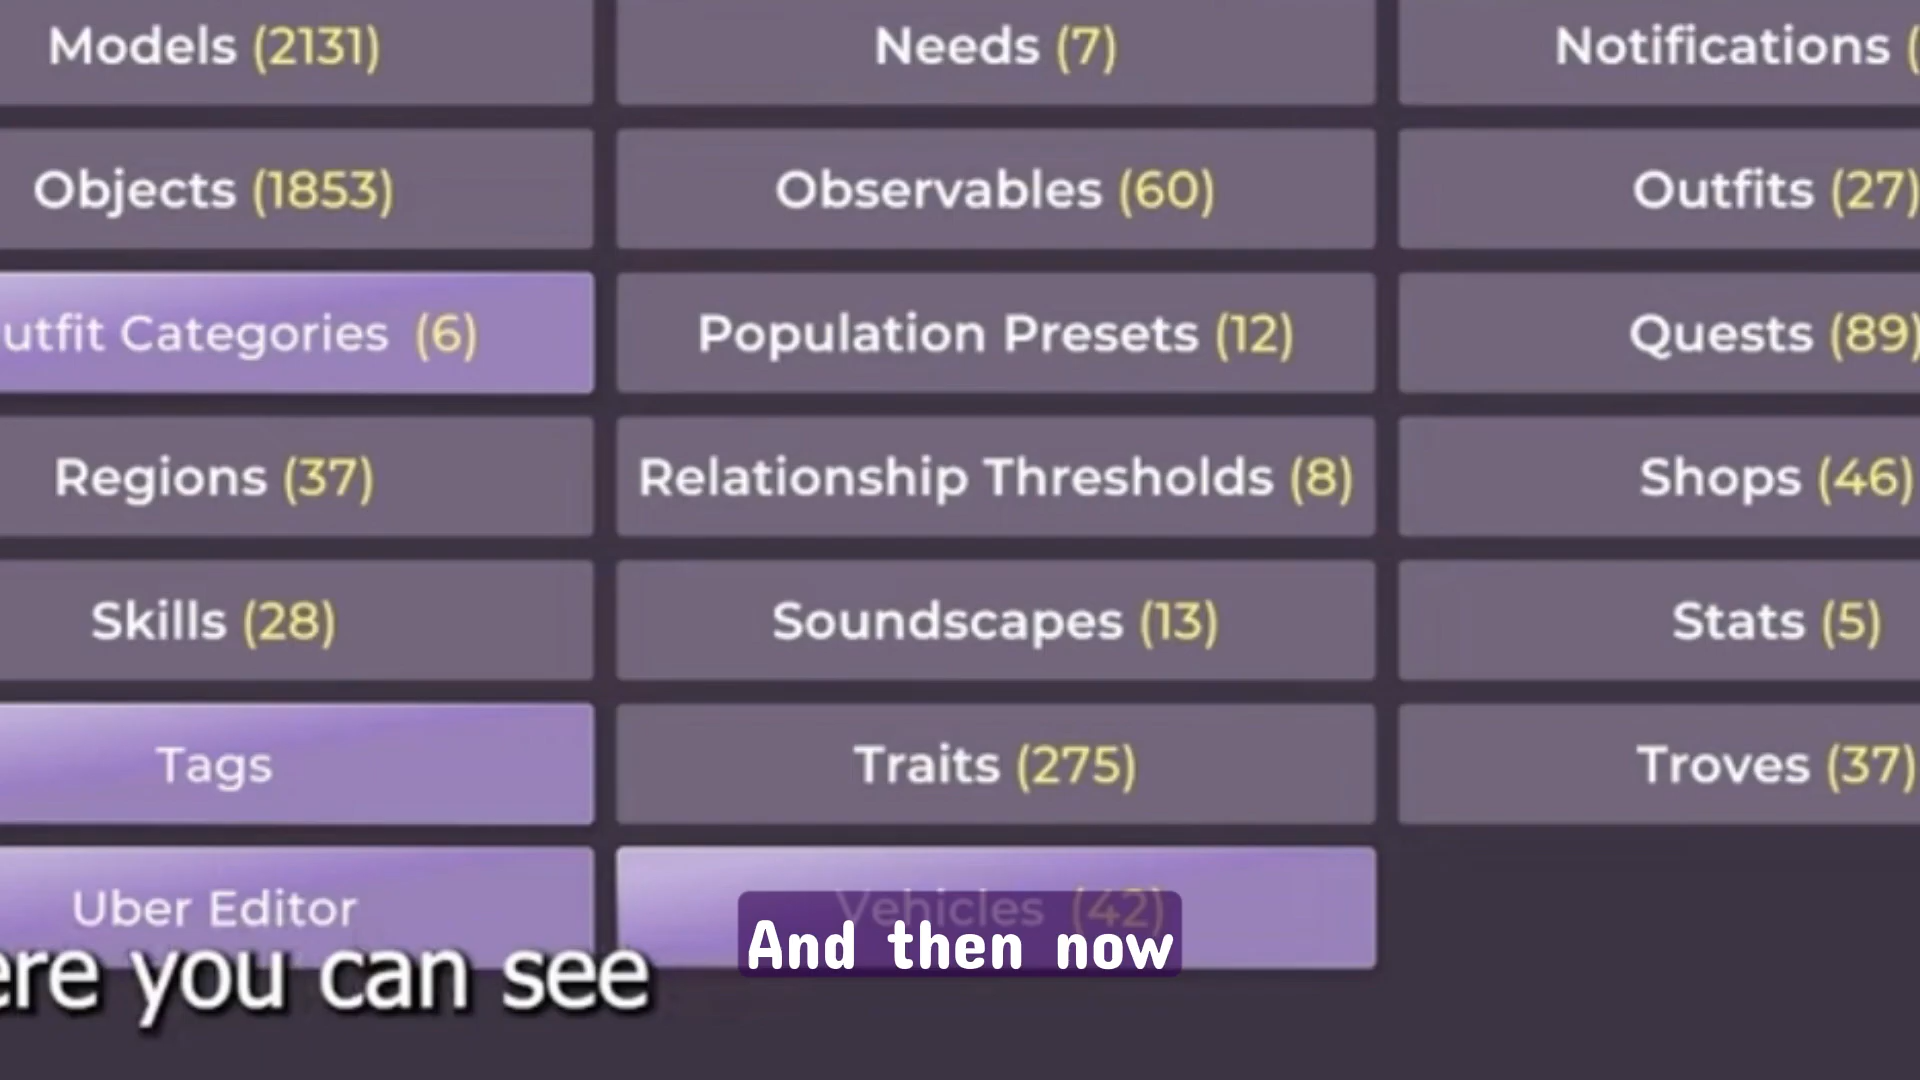 Models (2131)
Needs (7)
Notifications (
Objects (1853)
Observables (60)
Outfits (27)
utfit Categories (6)
Population Presets (12)
Quests (89)
Regions (37)
Relationship Thresholds (8)
Shops (46)
Skills (28)
Soundscapes (13)
Stats (5)
Tags
Traits (275)
Troves (37)
Uber Editor
Vehicles (42)
And then now
ere you can see